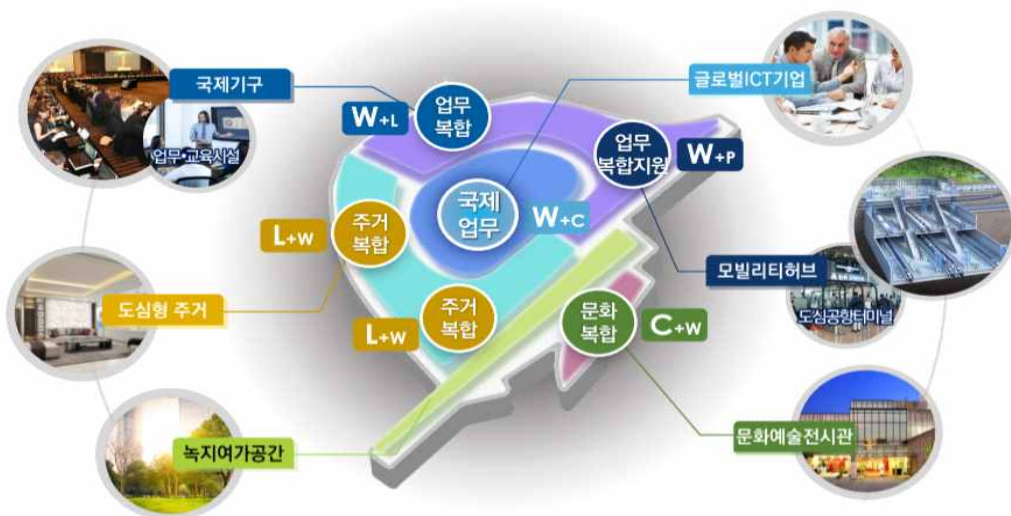 국제기구
글로벌ICT기업
업무·교육시설
W+L
업무
복합
업무
복합지원
W+P
국제
업무
W+C
L+W
주거
복합
모빌리티허브
도심공항터미널
도심형 주거
L+W
주거
복합
문화
복합
C+W
녹지여가공간
문화예술전시관